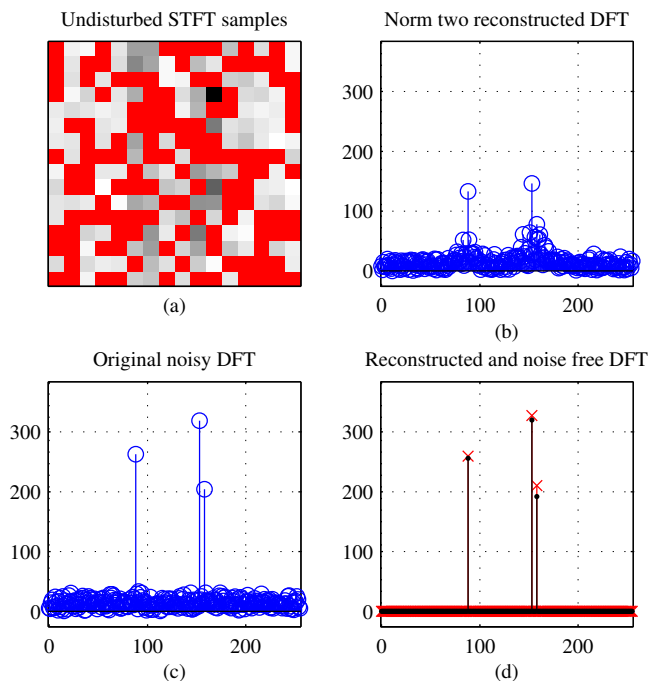 Undisturbed STFT samples
(a)
Norm two reconstructed DFT
300
200
100
0
0 100 200
(b)
Original noisy DFT
300
200
100
0
0 100 200
(c)
Reconstructed and noise free DFT
300
200
100
0
0 100 200
(d)